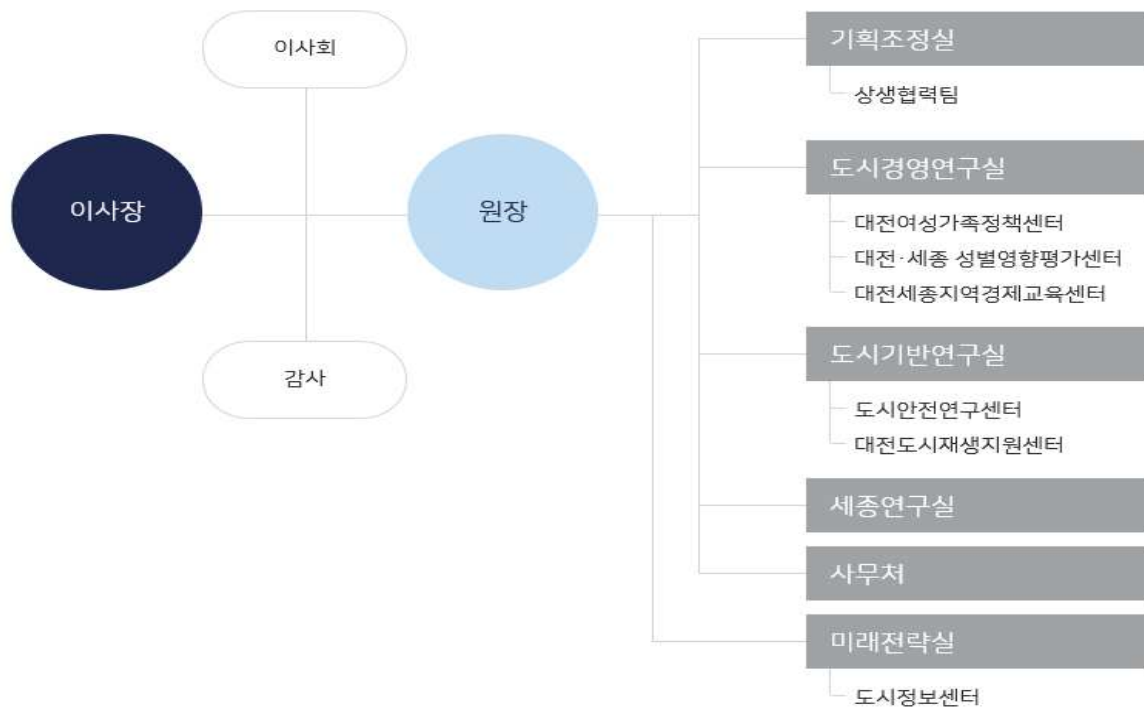 이사회
이사장
원장
감사
기획조정실
상생협력팀
도시경영연구실
대전여성가족정책센터
대전·세종 성별영향평가센터
대전세종지역경제교육센터
도시기반연구실
도시안전연구센터
대전도시재생지원센터
세종연구실
사무처
미래전략실
도시정보센터